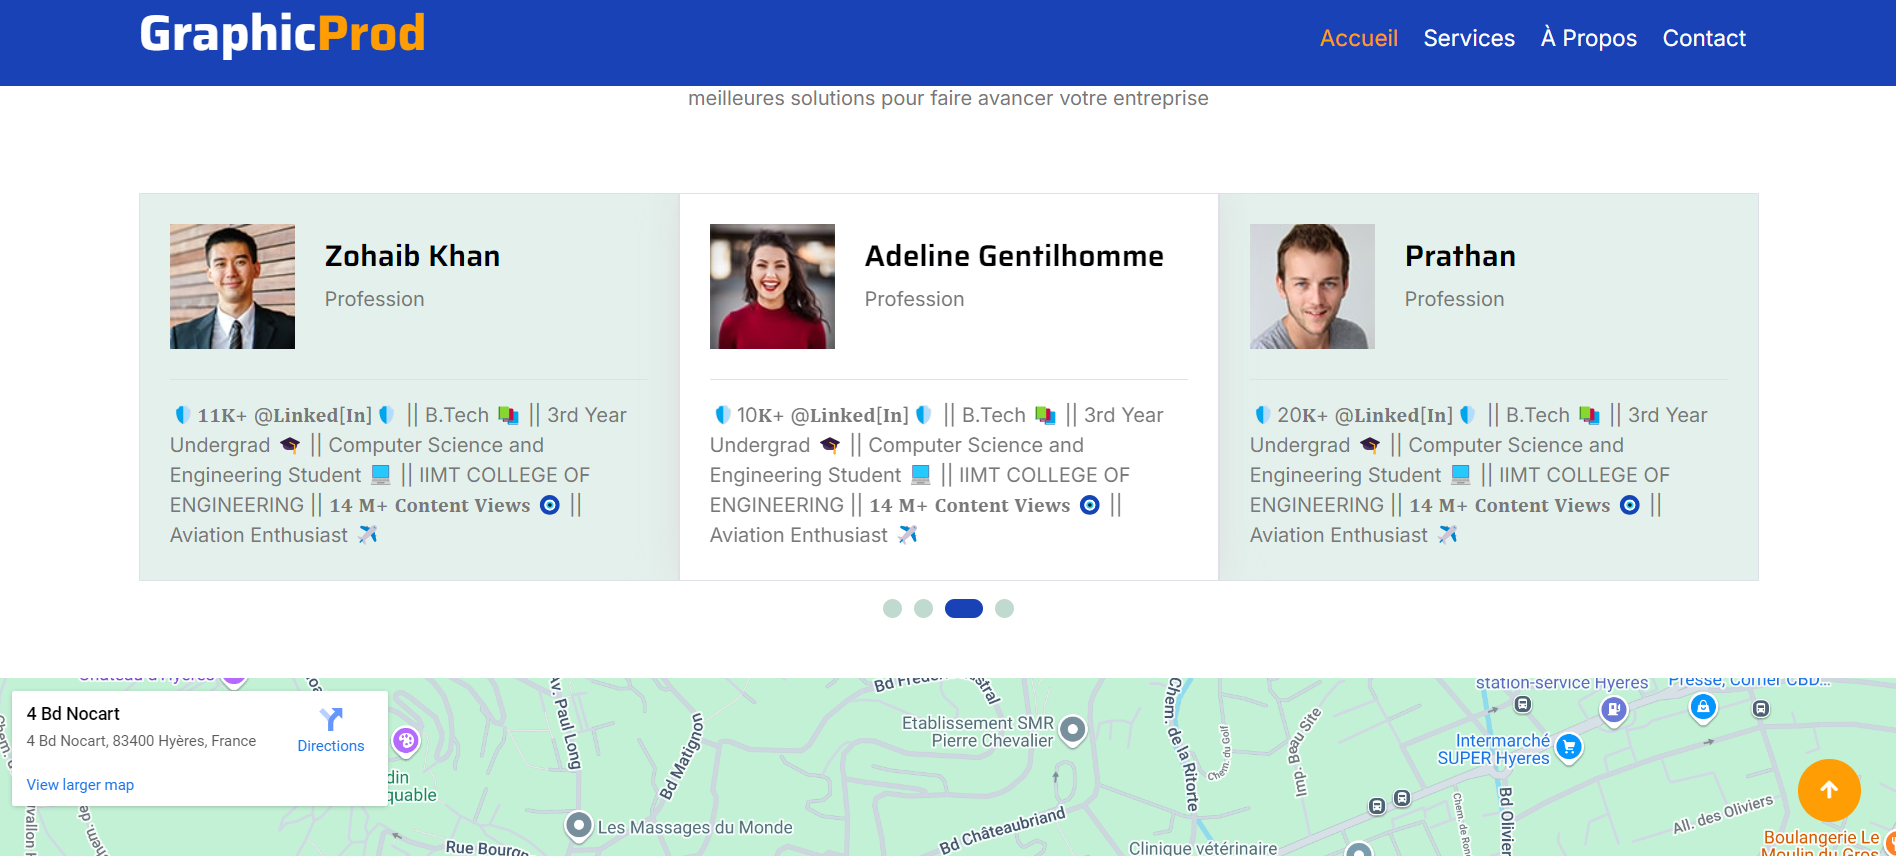 GraphicProd
Accueil Services À Propos Contact
meilleures solutions pour faire avancer votre entreprise
Zohaib Khan
Profession
11K+ @Linked[In] || B.Tech || 3rd Year
Undergrad || Computer Science and
Engineering Student || IIMT COLLEGE OF
ENGINEERING || 14 M+ Content Views ||
Aviation Enthusiast
Adeline Gentilhomme
Profession
10K+ @Linked[In] || B.Tech || 3rd Year
Undergrad || Computer Science and
Engineering Student || IIMT COLLEGE OF
ENGINEERING || 14 M+ Content Views ||
Aviation Enthusiast
Prathan
Profession
20K+ @Linked[In] || B.Tech || 3rd Year
Undergrad || Computer Science and
Engineering Student || IIMT COLLEGE OF
ENGINEERING || 14 M+ Content Views ||
Aviation Enthusiast
4 Bd Nocart
4 Bd Nocart, 83400 Hyères, France
Directions
View larger map
Av. Paul Long
Bd Matignon
Etablissement SMR
Pierre Chevalier
Chem. de la Ritorte
Chem. du Golf
Imp. Beau Site
station-service Hyeres
Presse, Corner CBD...
Intermarché
SUPER Hyeres
Les Massages du Monde
Bd Châteaubriand
Clinique vétérinaire
Bd Olivier
All. des Oliviers
Boulangerie Le
Moulin du Gros
Rue Bourg